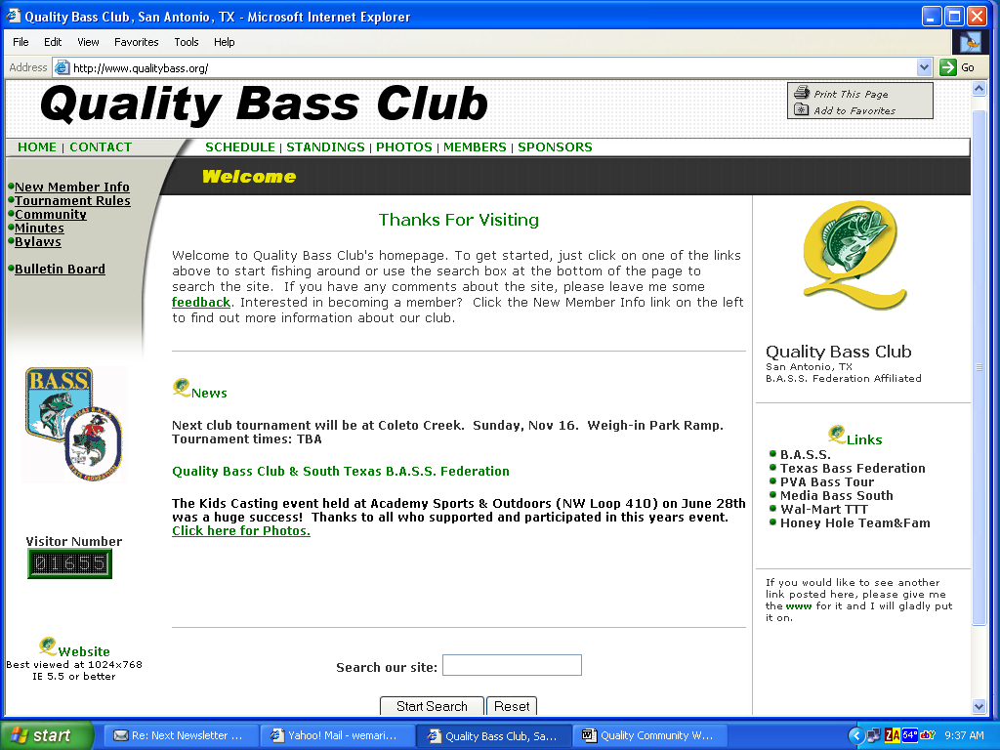 Quality Bass Club, San Antonio, TX - Microsoft Internet Explorer
File Edit View Favorites Tools Help
Address http://www.qualitybass.org/ Go
Quality Bass Club
Print This Page
Add to Favorites
HOME | CONTACT
SCHEDULE | STANDINGS | PHOTOS | MEMBERS | SPONSORS
Welcome
New Member Info
Tournament Rules
Community
Minutes
Bylaws
Bulletin Board
B.A.S.S.
Visitor Number
01655
Website
Best viewed at 1024x768
IE 5.5 or better
Thanks For Visiting
Welcome to Quality Bass Club's homepage. To get started, just click on one of the links
above to start fishing around or use the search box at the bottom of the page to
search the site.  If you have any comments about the site, please leave me some
feedback. Interested in becoming a member?  Click the New Member Info link on the left
to find out more information about our club.
News
Next club tournament will be at Coleto Creek.  Sunday, Nov 16.  Weigh-in Park Ramp.
Tournament times: TBA
Quality Bass Club & South Texas B.A.S.S. Federation
The Kids Casting event held at Academy Sports & Outdoors (NW Loop 410) on June 28th
was a huge success!  Thanks to all who supported and participated in this years event.
Click here for Photos.
Search our site:
Start Search Reset
Quality Bass Club
San Antonio, TX
B.A.S.S. Federation Affiliated
Links
B.A.S.S.
Texas Bass Federation
PVA Bass Tour
Media Bass South
Wal-Mart TTT
Honey Hole Team&Fam
If you would like to see another
link posted here, please give me
the www for it and I will gladly put
it on.
start
Re: Next Newsletter ...
Yahoo! Mail - wemari...
Quality Bass Club, Sa...
Quality Community W...
ZA 54° 9:37 AM